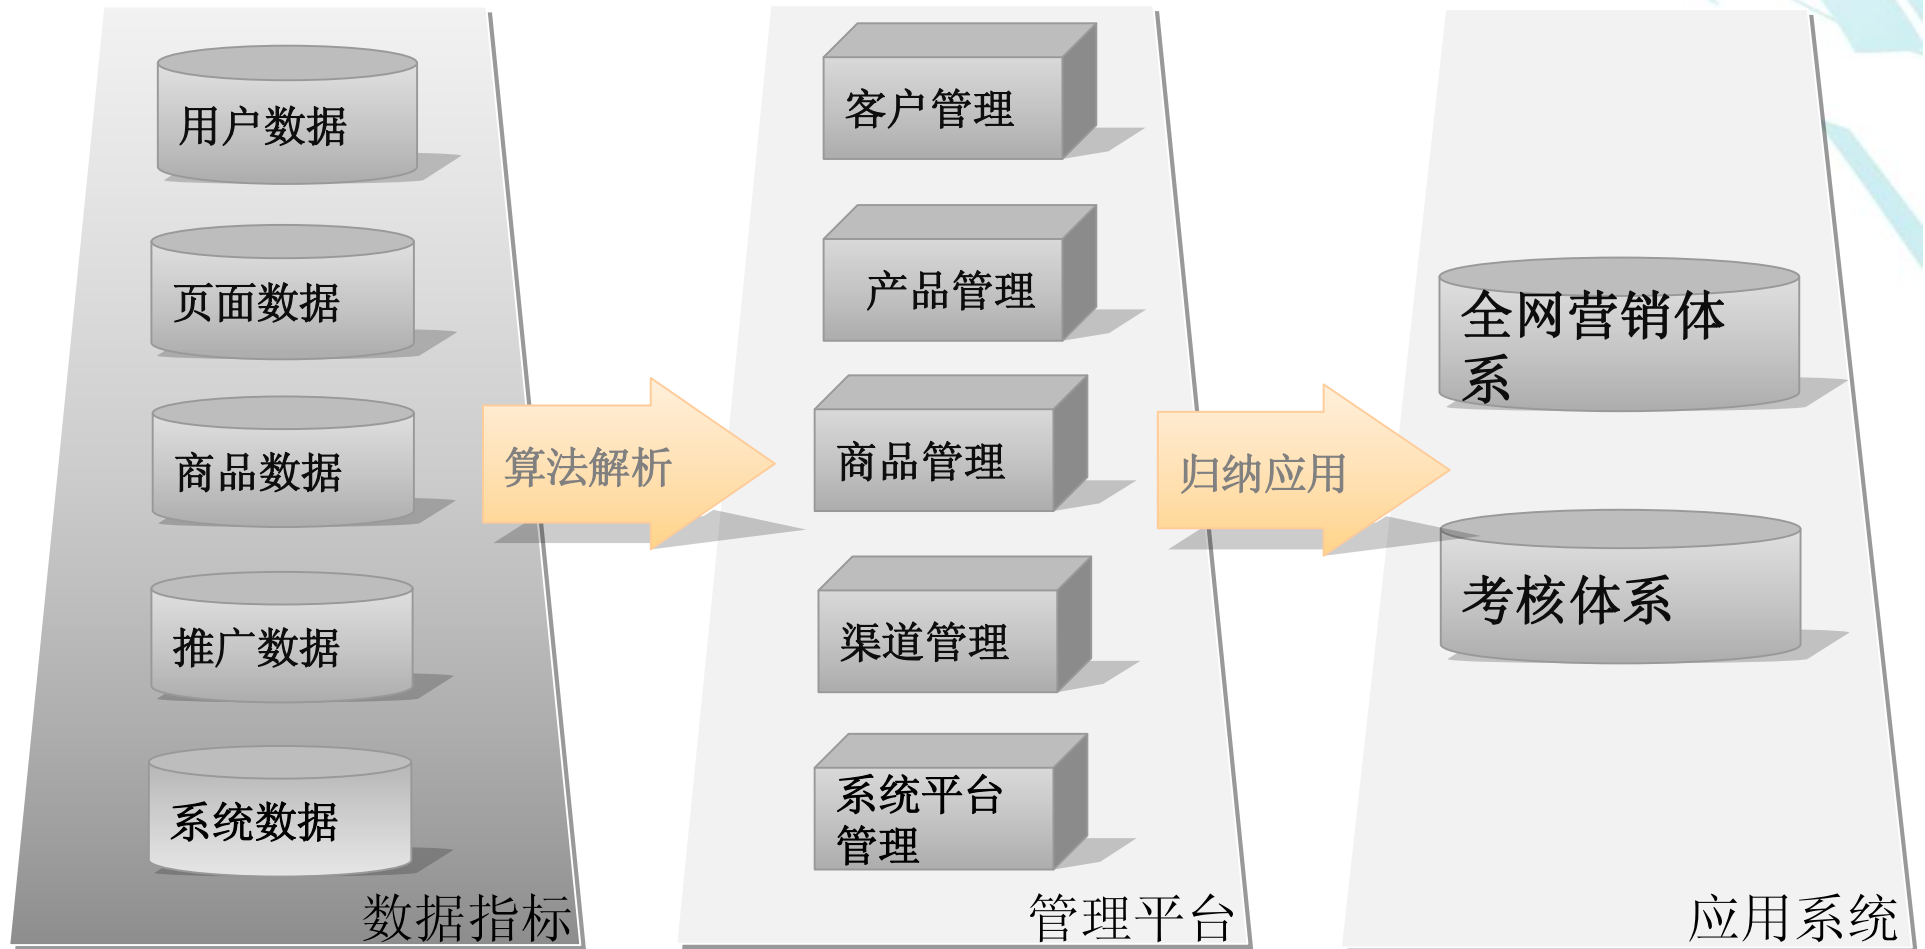 用户数据
页面数据
商品数据
推广数据
系统数据
数据指标
算法解析
客户管理
产品管理
商品管理
渠道管理
系统平台
管理
管理平台
归纳应用
全网营销体
系
考核体系
应用系统